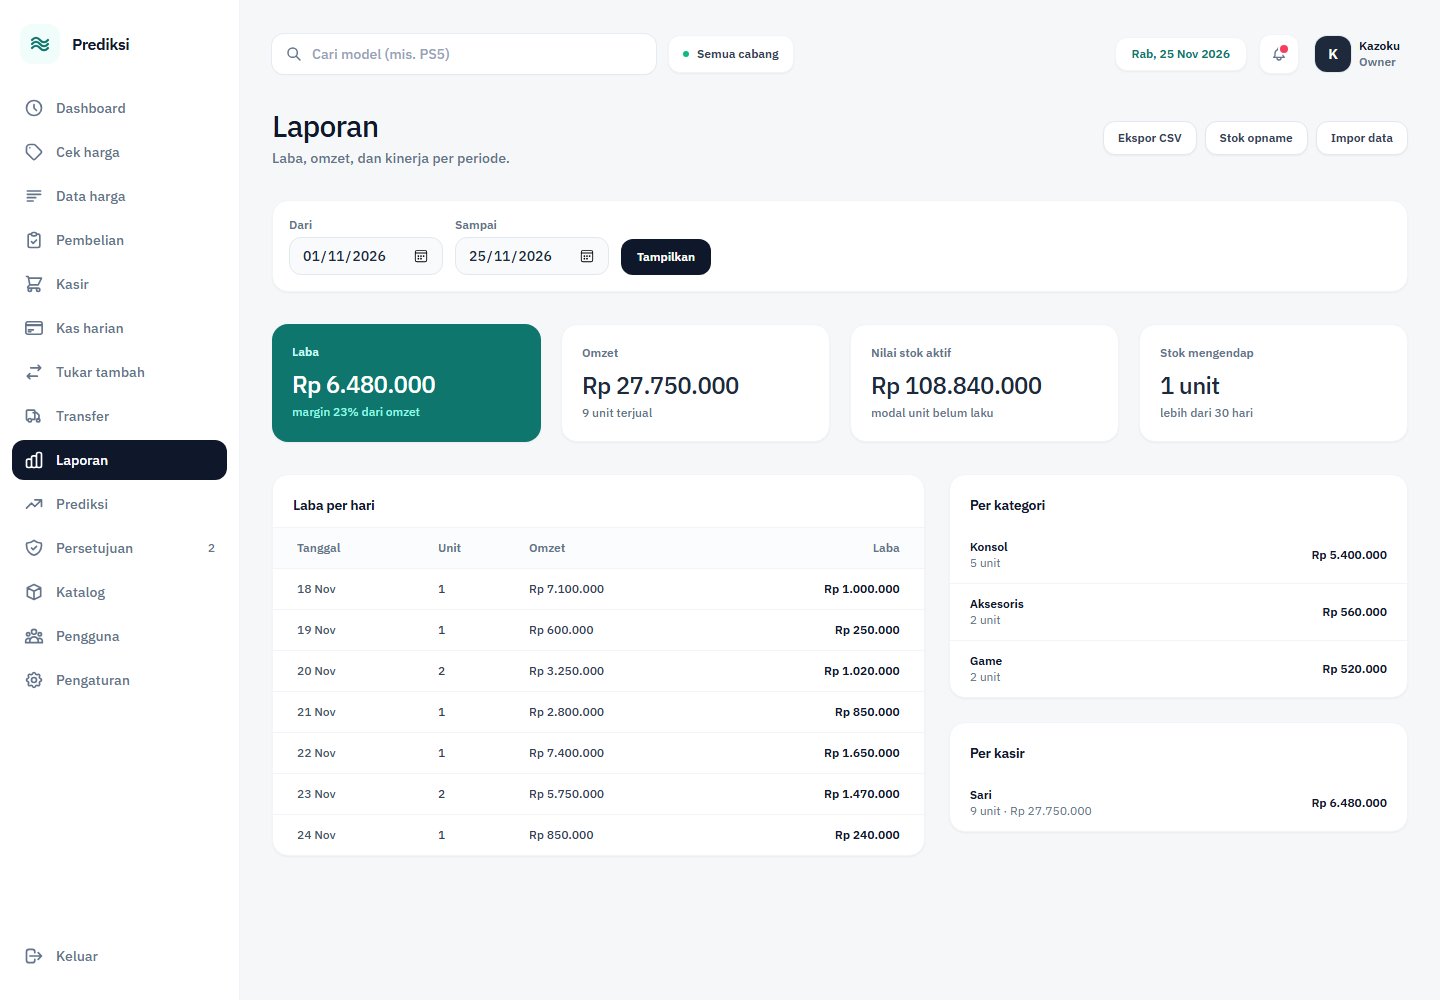 Prediksi
Dashboard
Cek harga
Data harga
Pembelian
Kasir
Kas harian
Tukar tambah
Transfer
Laporan
Prediksi
Persetujuan 2
Katalog
Pengguna
Pengaturan
Keluar
Cari model (mis. PS5)
Semua cabang
Rab, 25 Nov 2026
K
Kazoku
Owner
Laporan
Laba, omzet, dan kinerja per periode.
Ekspor CSV
Stok opname
Impor data
Dari
01/11/2026
Sampai
25/11/2026
Tampilkan
Laba
Rp 6.480.000
margin 23% dari omzet
Omzet
Rp 27.750.000
9 unit terjual
Nilai stok aktif
Rp 108.840.000
modal unit belum laku
Stok mengendap
1 unit
lebih dari 30 hari
Laba per hari
Tanggal Unit Omzet Laba
18 Nov 1 Rp 7.100.000 Rp 1.000.000
19 Nov 1 Rp 600.000 Rp 250.000
20 Nov 2 Rp 3.250.000 Rp 1.020.000
21 Nov 1 Rp 2.800.000 Rp 850.000
22 Nov 1 Rp 7.400.000 Rp 1.650.000
23 Nov 2 Rp 5.750.000 Rp 1.470.000
24 Nov 1 Rp 850.000 Rp 240.000
Per kategori
Konsol
5 unit
Rp 5.400.000
Aksesoris
2 unit
Rp 560.000
Game
2 unit
Rp 520.000
Per kasir
Sari
9 unit · Rp 27.750.000
Rp 6.480.000